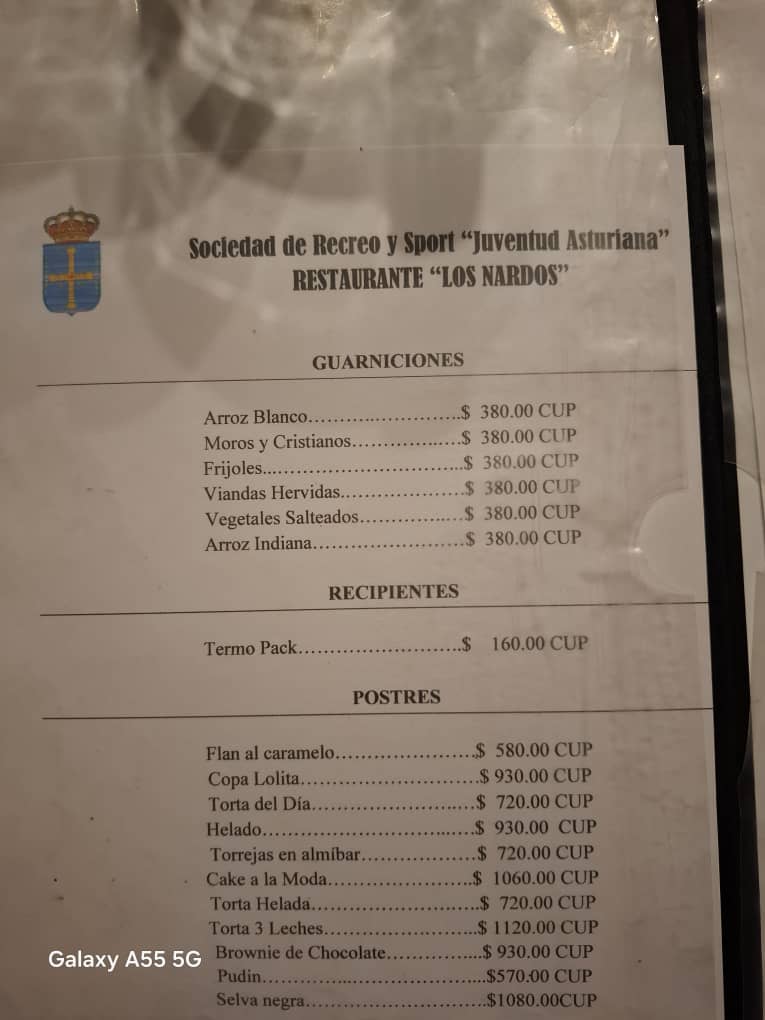 Sociedad de Recreo y Sport “Juventud Asturiana”
RESTAURANTE “LOS NARDOS”
GUARNICIONES
Arroz Blanco……………………..$ 380.00 CUP
Moros y Cristianos………………..$ 380.00 CUP
Frijoles..…………………………..$ 380.00 CUP
Viandas Hervidas………………….$ 380.00 CUP
Vegetales Salteados……………….$ 380.00 CUP
Arroz Indiana……………………..$ 380.00 CUP
RECIPIENTES
Termo Pack……………………..$ 160.00 CUP
POSTRES
Flan al caramelo…………………..$ 580.00 CUP
Copa Lolita………………………..$ 930.00 CUP
Torta del Día………………………$ 720.00 CUP
Helado……………………………..$ 930.00 CUP
Torrejas en almíbar………………$ 720.00 CUP
Cake a la Moda…………………..$ 1060.00 CUP
Torta Helada………………………$ 720.00 CUP
Torta 3 Leches……………………$ 1120.00 CUP
Brownie de Chocolate……………$ 930.00 CUP
Pudin………………………………$570.00 CUP
Selva negra………………………..$1080.00CUP
Galaxy A55 5G